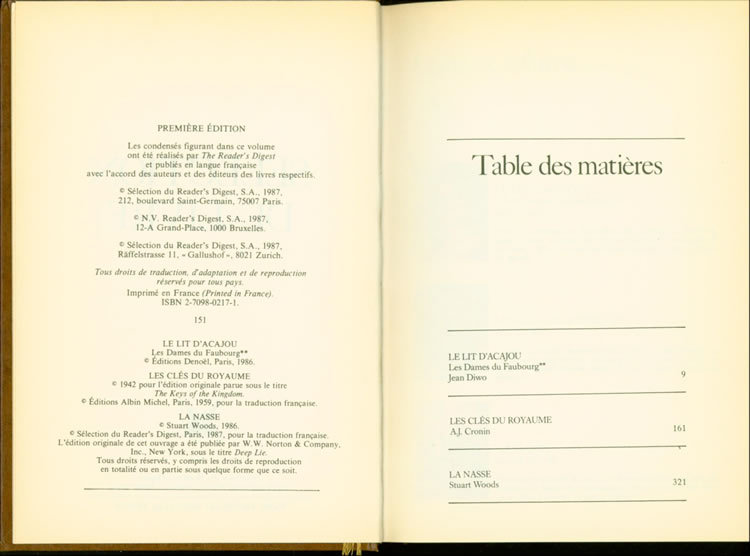 PREMIÈRE ÉDITION
Les condensés figurant dans ce volume
ont été réalisés par The Reader's Digest
et publiés en langue française
avec l'accord des auteurs et des éditeurs des livres respectifs.
© Sélection du Reader's Digest, S.A., 1987,
212, boulevard Saint-Germain, 75007 Paris.
© N.V. Reader's Digest, S.A., 1987,
12-A Grand-Place, 1000 Bruxelles.
© Sélection du Reader's Digest, S.A., 1987,
Räffelstrasse 11, « Gallushof », 8021 Zurich.
Tous droits de traduction, d'adaptation et de reproduction
réservés pour tous pays.
Imprimé en France (Printed in France).
ISBN 2-7098-0217-1.
151
LE LIT D'ACAJOU
Les Dames du Faubourg**
© Éditions Denoël, Paris, 1986.
LES CLÉS DU ROYAUME
© 1942 pour l'édition originale parue sous le titre
The Keys of the Kingdom.
© Éditions Albin Michel, Paris, 1959, pour la traduction française.
LA NASSE
© Stuart Woods, 1986.
© Sélection du Reader's Digest, Paris, 1987, pour la traduction française.
L'édition originale de cet ouvrage a été publiée par W.W. Norton & Company,
Inc., New York, sous le titre Deep Lie.
Tous droits réservés, y compris les droits de reproduction
en totalité ou en partie sous quelque forme que ce soit.
Table des matières
LE LIT D'ACAJOU
Les Dames du Faubourg**
Jean Diwo 9
LES CLÉS DU ROYAUME
A.J. Cronin 161
LA NASSE
Stuart Woods 321